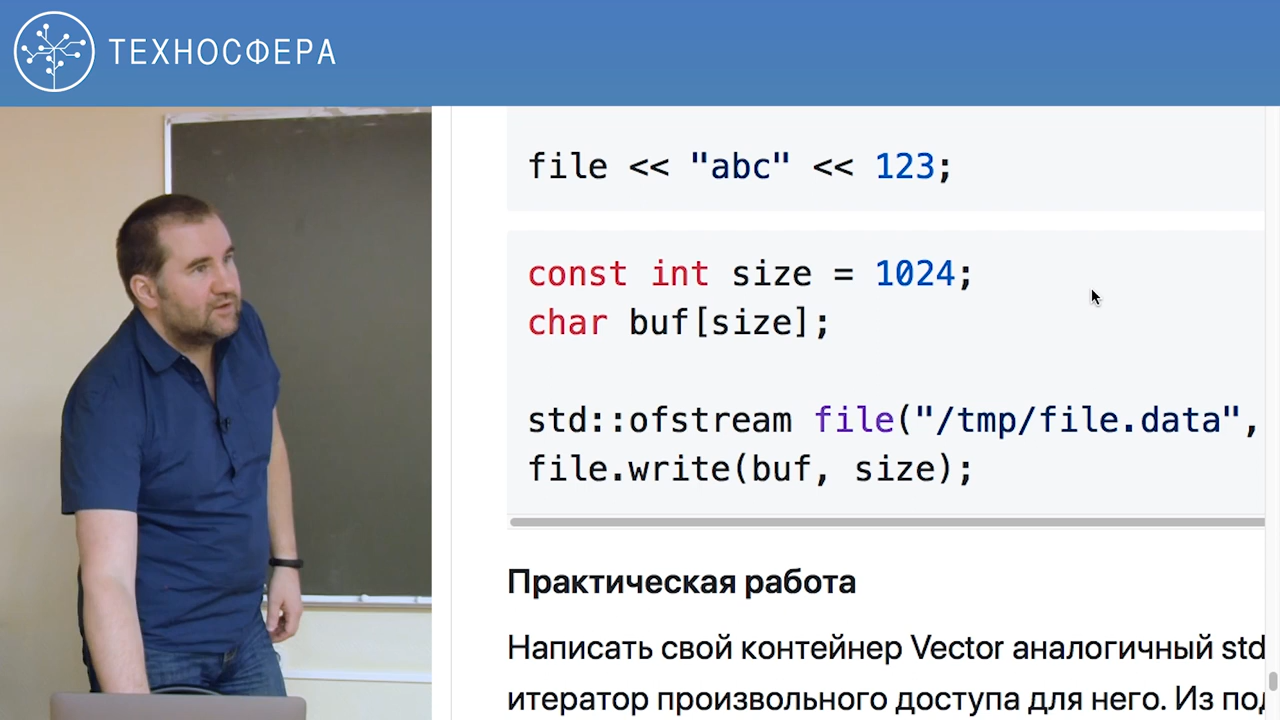 ТЕХНОСФЕРА
file << "abc" << 123;
const int size = 1024;
char buf[size];
std::ofstream file("/tmp/file.data",
file.write(buf, size);
Практическая работа
Написать свой контейнер Vector аналогичный std
итератор произвольного доступа для него. Из